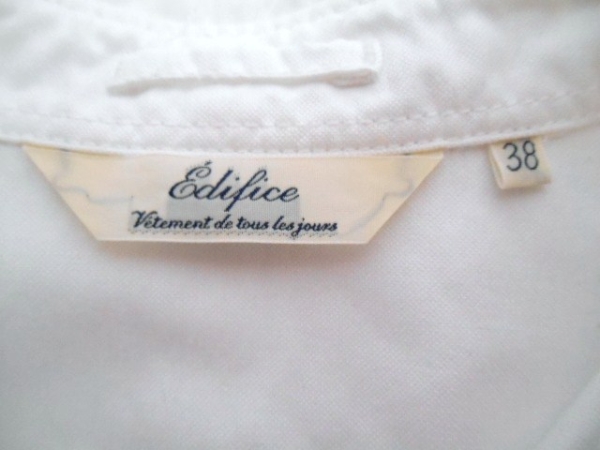 Édifice
Vêtement de tous les jours
38